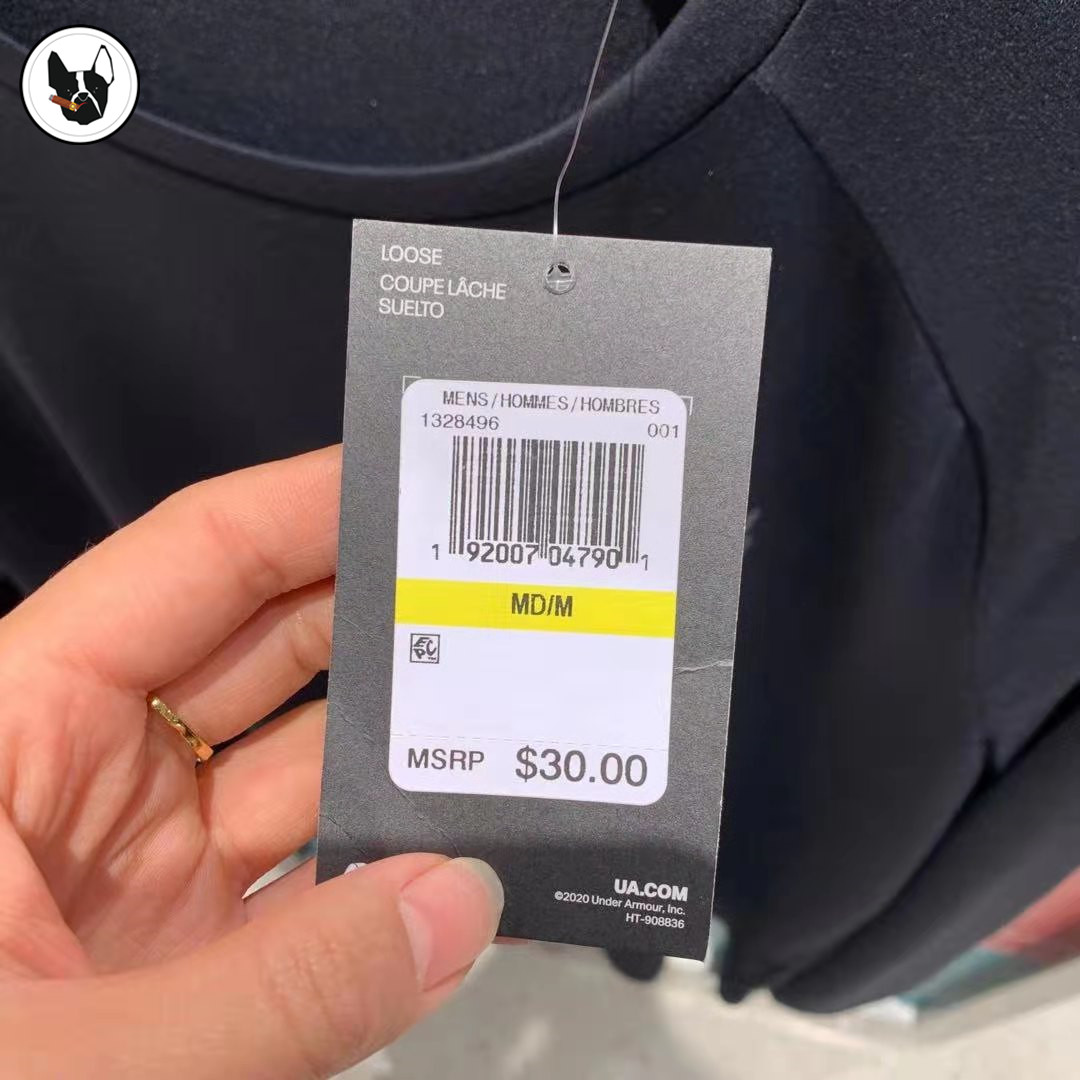 LOOSE
COUPE LÂCHE
SUELTO
MENS/HOMMES/HOMBRES
1328496 001
1 92007 04790 1
MD/M
EPC
MSRP $30.00
UA.COM
©2020 Under Armour, Inc.
HT-908836